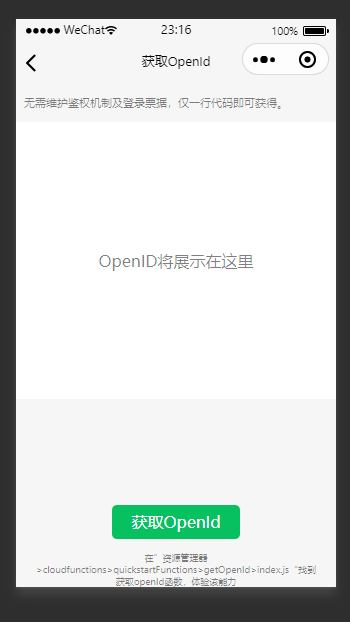 WeChat 23:16 100%
获取OpenId
无需维护鉴权机制及登录票据，仅一行代码即可获得。
OpenID将展示在这里
获取OpenId
在”资源管理器
>cloudfunctions>quickstartFunctions>getOpenId>index.js“找到
获取openId函数，体验该能力